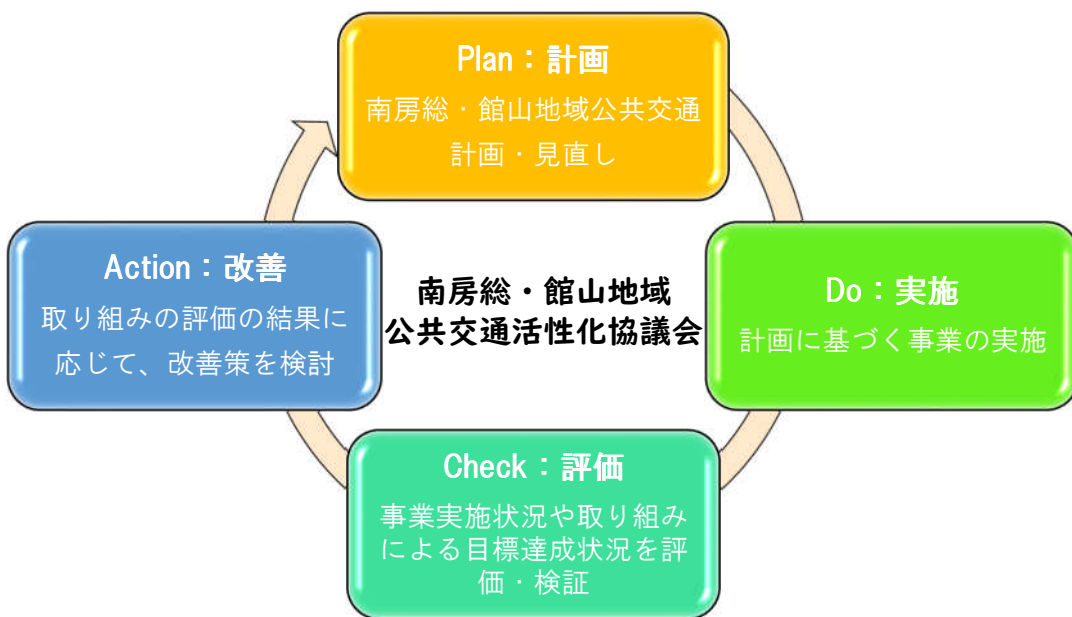 Plan：計画
南房総・館山地域公共交通
計画・見直し
Action：改善
取り組みの評価の結果に
応じて、改善策を検討
南房総・館山地域
公共交通活性化協議会
Do：実施
計画に基づく事業の実施
Check：評価
事業実施状況や取り組み
による目標達成状況を評
価・検証